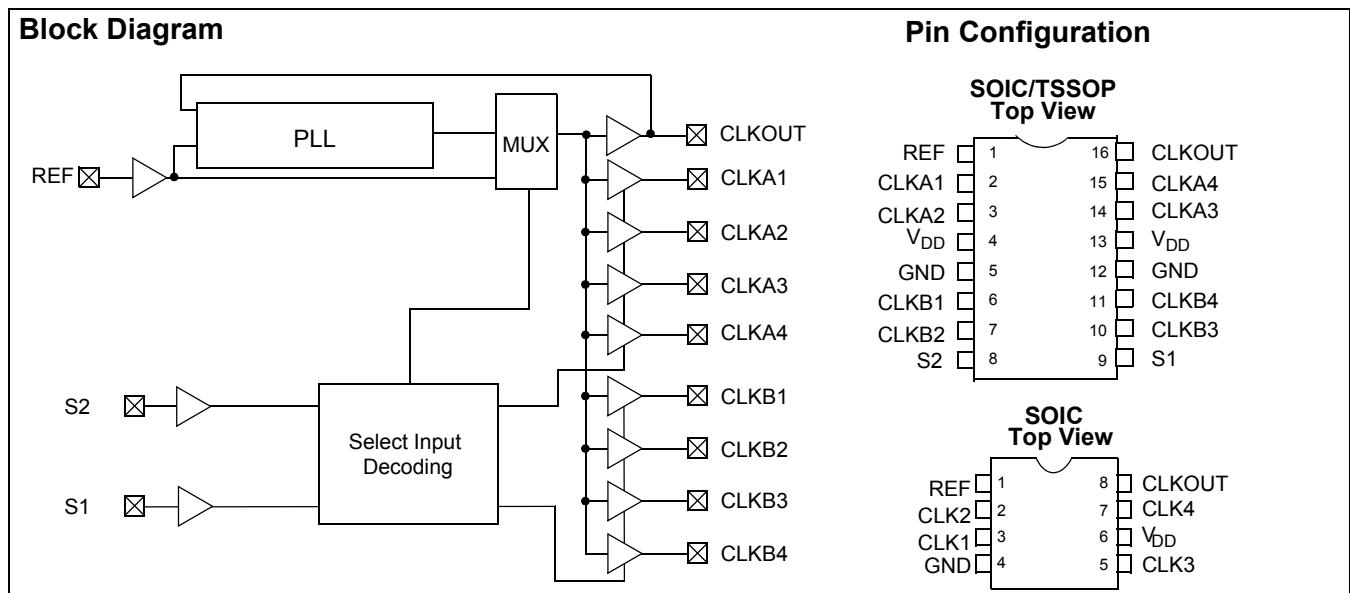 Block Diagram
PLL
MUX
REF
CLKOUT
CLKA1
CLKA2
CLKA3
CLKA4
S2
S1
Select Input
Decoding
CLKB1
CLKB2
CLKB3
CLKB4
Pin Configuration
SOIC/TSSOP
Top View
REF 1 16 CLKOUT
CLKA1 2 15 CLKA4
CLKA2 3 14 CLKA3
VDD 4 13 VDD
GND 5 12 GND
CLKB1 6 11 CLKB4
CLKB2 7 10 CLKB3
S2 8 9 S1
SOIC
Top View
REF 1 8 CLKOUT
CLK2 2 7 CLK4
CLK1 3 6 VDD
GND 4 5 CLK3